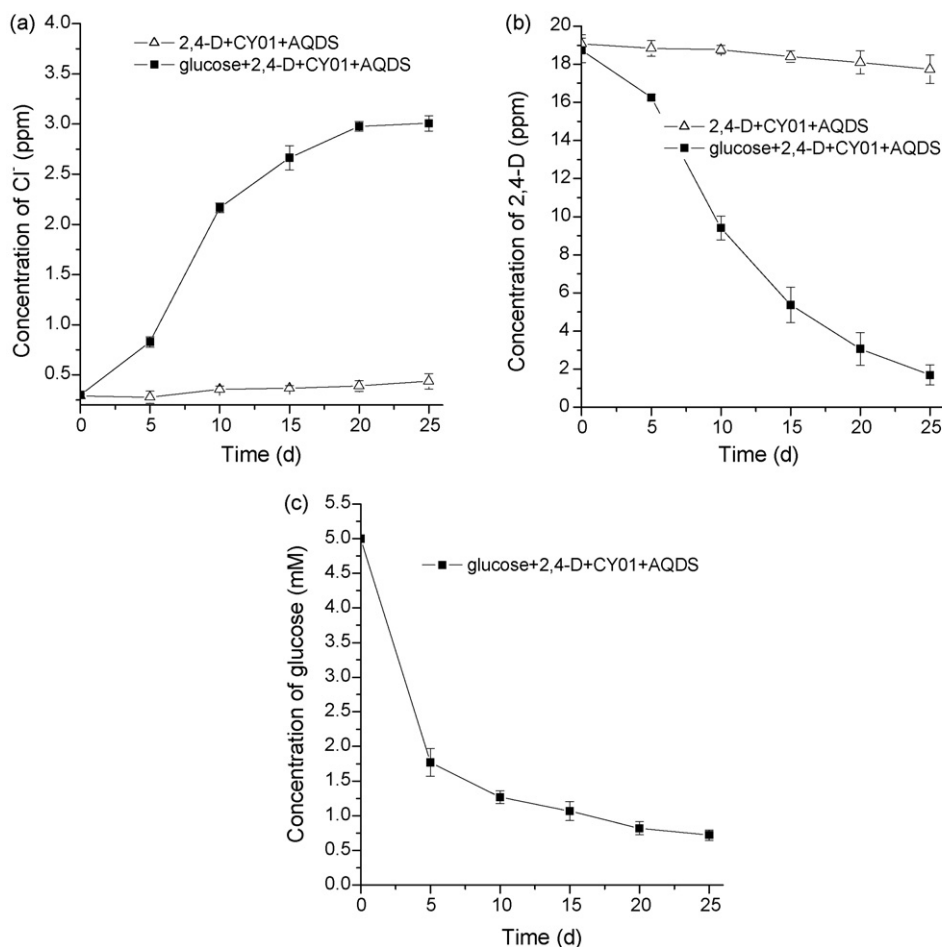 (a)
4.0
3.5
3.0
2.5
2.0
1.5
1.0
0.5
2,4-D+CY01+AQDS
glucose+2,4-D+CY01+AQDS
Concentration of Cl⁻ (ppm)
0 5 10 15 20 25
Time (d)
(b)
20
18
16
14
12
10
8
6
4
2
0
2,4-D+CY01+AQDS
glucose+2,4-D+CY01+AQDS
Concentration of 2,4-D (ppm)
0 5 10 15 20 25
Time (d)
(c)
5.5
5.0
4.5
4.0
3.5
3.0
2.5
2.0
1.5
1.0
0.5
0.0
glucose+2,4-D+CY01+AQDS
Concentration of glucose (mM)
0 5 10 15 20 25
Time (d)